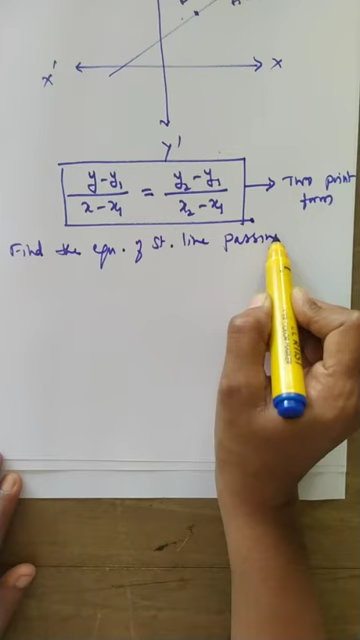 x' x
y'
y-y₁ / x-x₁ = y₂-y₁ / x₂-x₁ → Two point
form
Find the eqn. of st. line passing